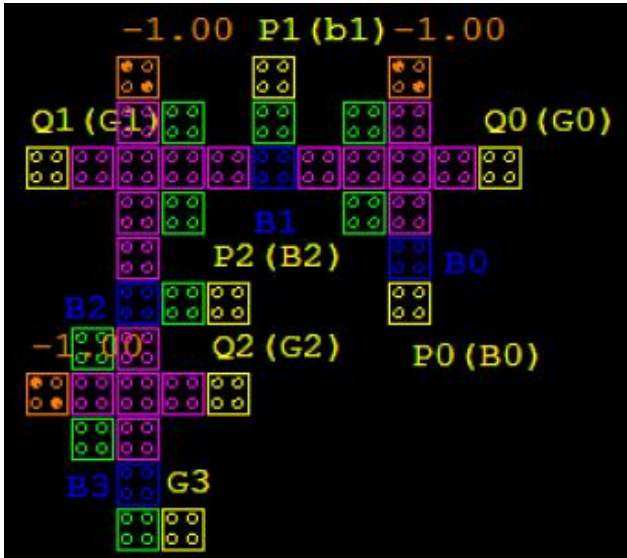 -1.00 P1(b1) -1.00
Q1(G1) Q0(G0)
B1
P2(B2) B0
B2
-1.00 Q2(G2) P0(B0)
B3 G3